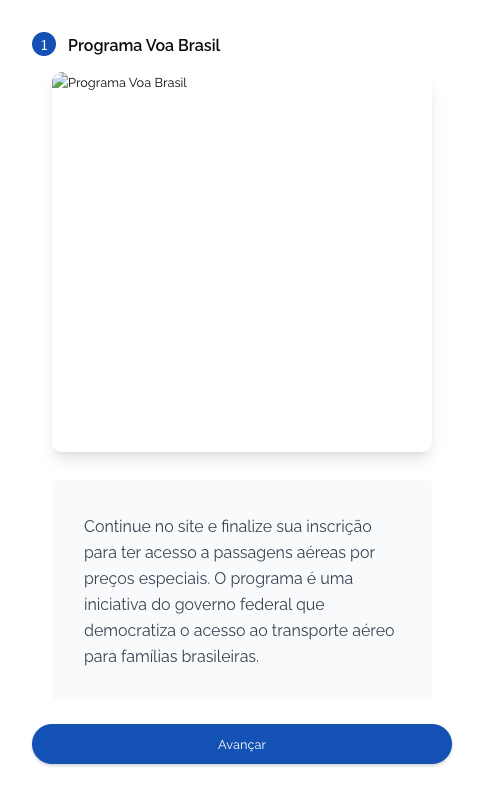 1 Programa Voa Brasil
Programa Voa Brasil
Continue no site e finalize sua inscrição
para ter acesso a passagens aéreas por
preços especiais. O programa é uma
iniciativa do governo federal que
democratiza o acesso ao transporte aéreo
para famílias brasileiras.
Avançar